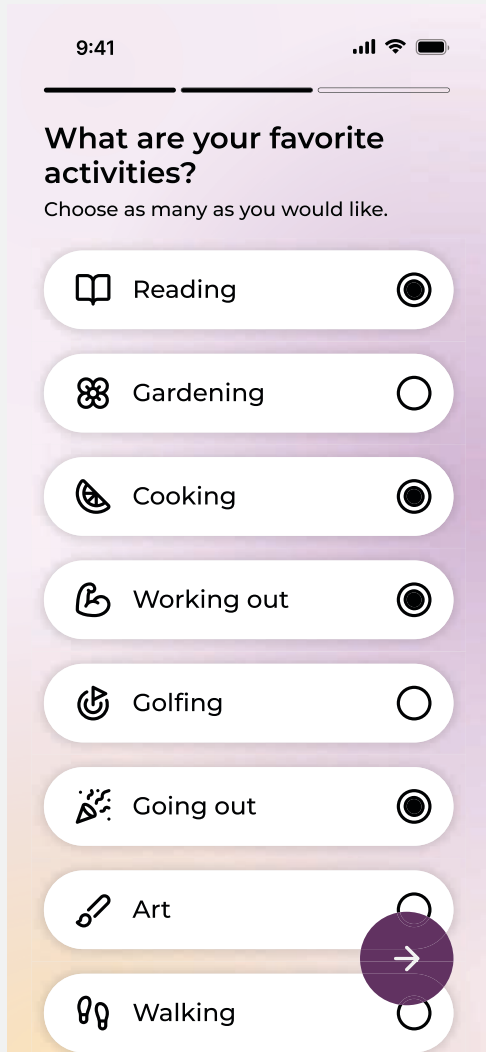 9:41
What are your favorite
activities?
Choose as many as you would like.
Reading
Gardening
Cooking
Working out
Golfing
Going out
Art
Walking